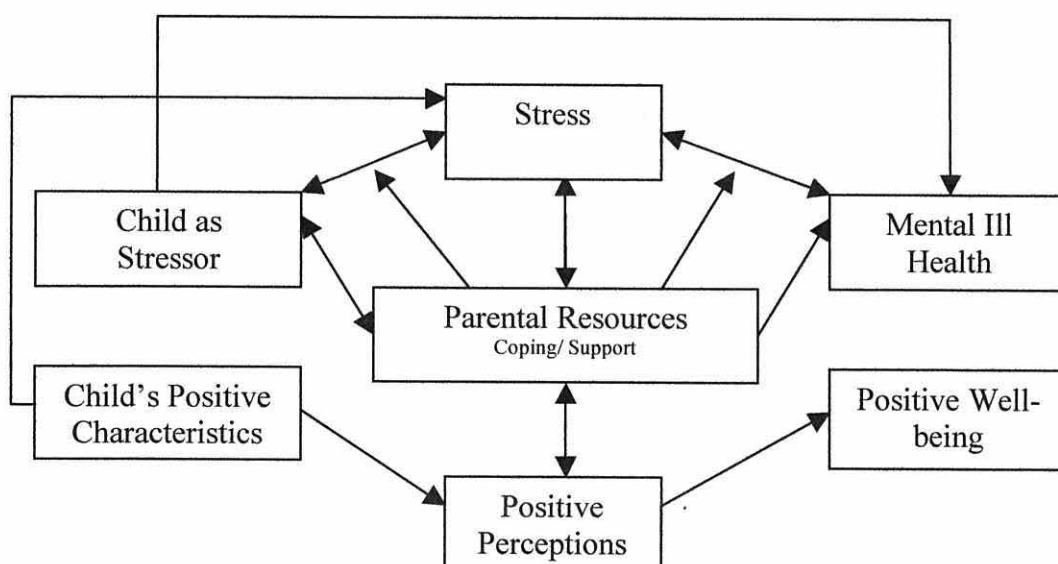 Stress
Child as
Stressor
Mental Ill
Health
Parental Resources
Coping/ Support
Child's Positive
Characteristics
Positive Well-
being
Positive
Perceptions